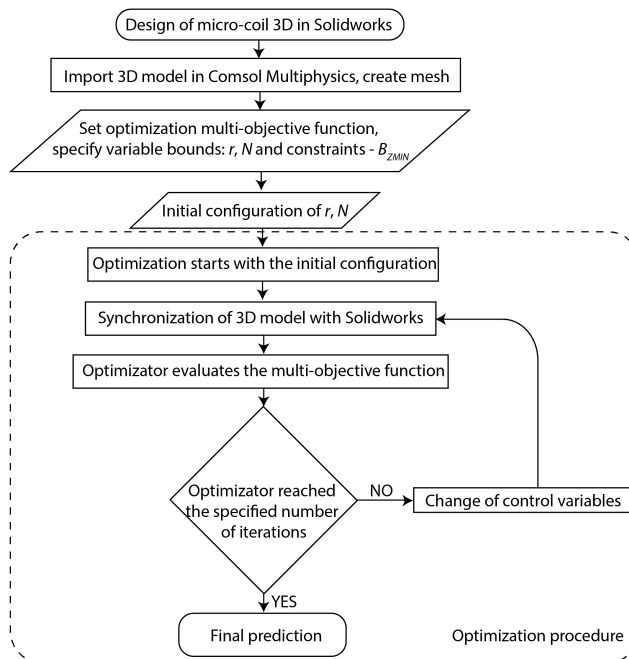 Design of micro-coil 3D in Solidworks
Import 3D model in Comsol Multiphysics, create mesh
Set optimization multi-objective function,
specify variable bounds: r, N and constraints - BZMIN
Initial configuration of r, N
Optimization starts with the initial configuration
Synchronization of 3D model with Solidworks
Optimizator evaluates the multi-objective function
Optimizator reached
the specified number
of iterations
NO
Change of control variables
YES
Final prediction
Optimization procedure